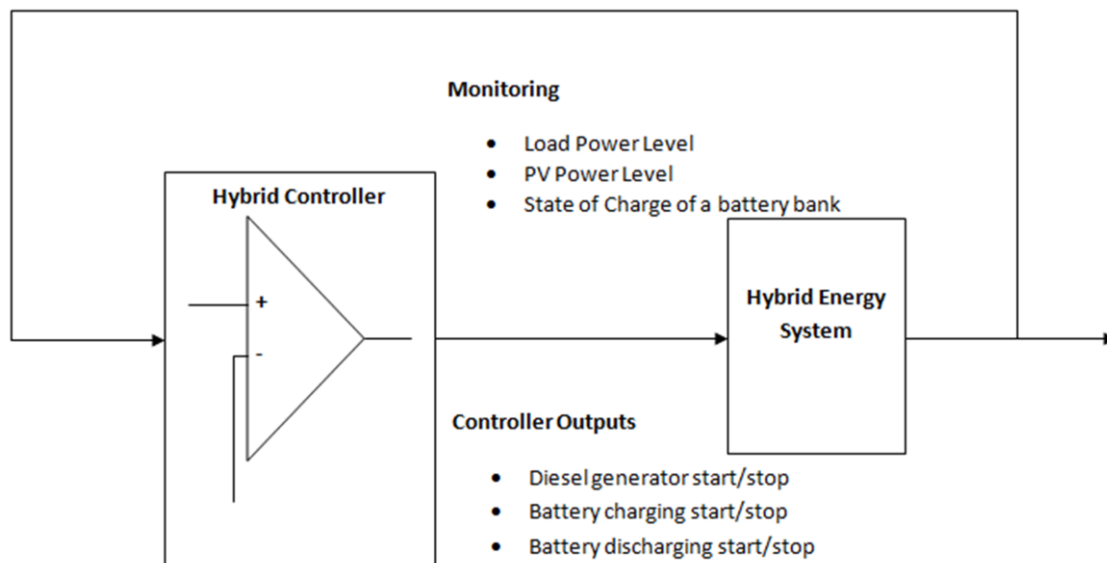 Monitoring
• Load Power Level
• PV Power Level
• State of Charge of a battery bank
Hybrid Controller
+
-
Hybrid Energy
System
Controller Outputs
• Diesel generator start/stop
• Battery charging start/stop
• Battery discharging start/stop